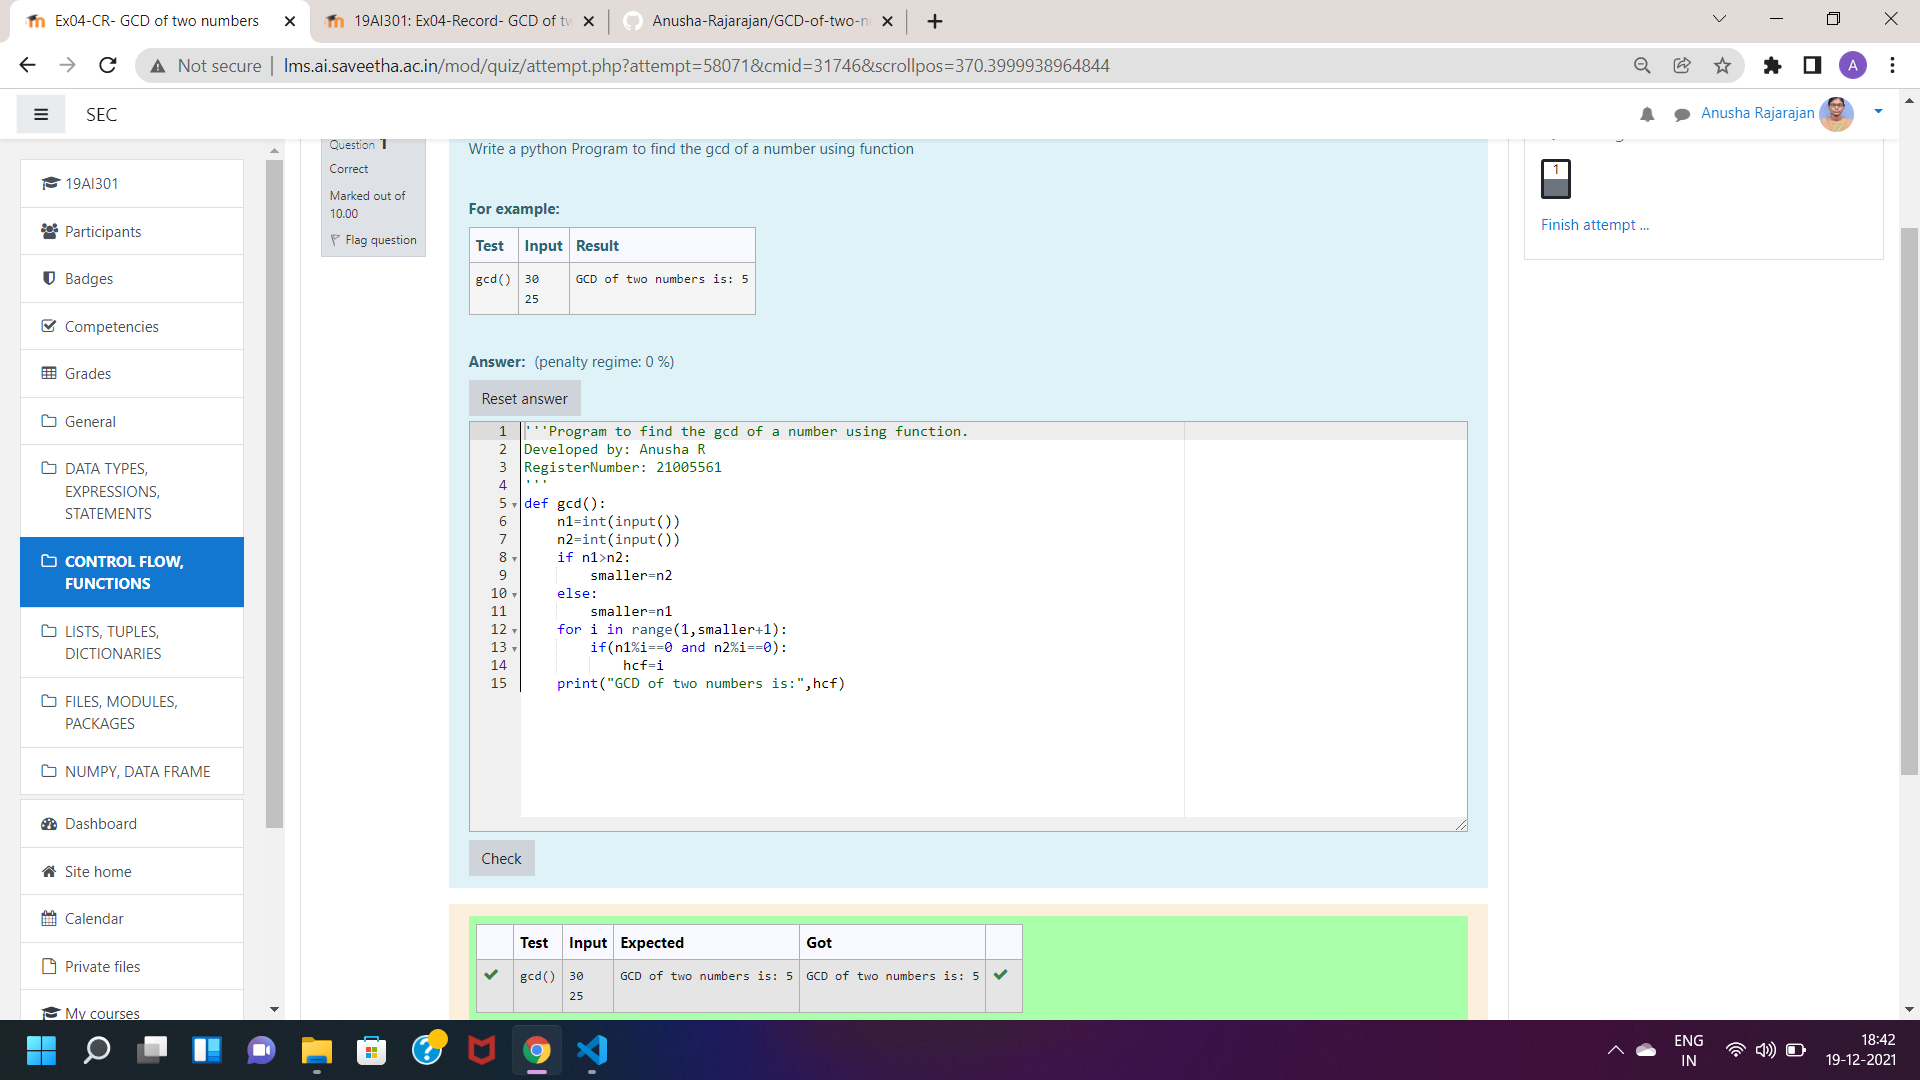 Ex04-CR- GCD of two numbers
19AI301: Ex04-Record- GCD of tw
Anusha-Rajarajan/GCD-of-two-n
Not secure | lms.ai.saveetha.ac.in/mod/quiz/attempt.php?attempt=58071&cmid=31746&scrollpos=370.3999938964844
A
SEC
Anusha Rajarajan
19AI301
Participants
Badges
Competencies
Grades
General
DATA TYPES,
EXPRESSIONS,
STATEMENTS
CONTROL FLOW,
FUNCTIONS
LISTS, TUPLES,
DICTIONARIES
FILES, MODULES,
PACKAGES
NUMPY, DATA FRAME
Dashboard
Site home
Calendar
Private files
My courses
Question 1
Correct
Marked out of
10.00
Flag question
Write a python Program to find the gcd of a number using function
For example:
Test Input Result
gcd() 30 GCD of two numbers is: 5
25
Answer: (penalty regime: 0 %)
Reset answer
1 '''Program to find the gcd of a number using function.
2 Developed by: Anusha R
3 RegisterNumber: 21005561
4 '''
5 def gcd():
6     n1=int(input())
7     n2=int(input())
8     if n1>n2:
9         smaller=n2
10     else:
11         smaller=n1
12     for i in range(1,smaller+1):
13         if(n1%i==0 and n2%i==0):
14             hcf=i
15     print("GCD of two numbers is:",hcf)
Check
Test Input Expected Got
gcd() 30 GCD of two numbers is: 5 GCD of two numbers is: 5
25
1
Finish attempt ...
ENG
IN
18:42
19-12-2021